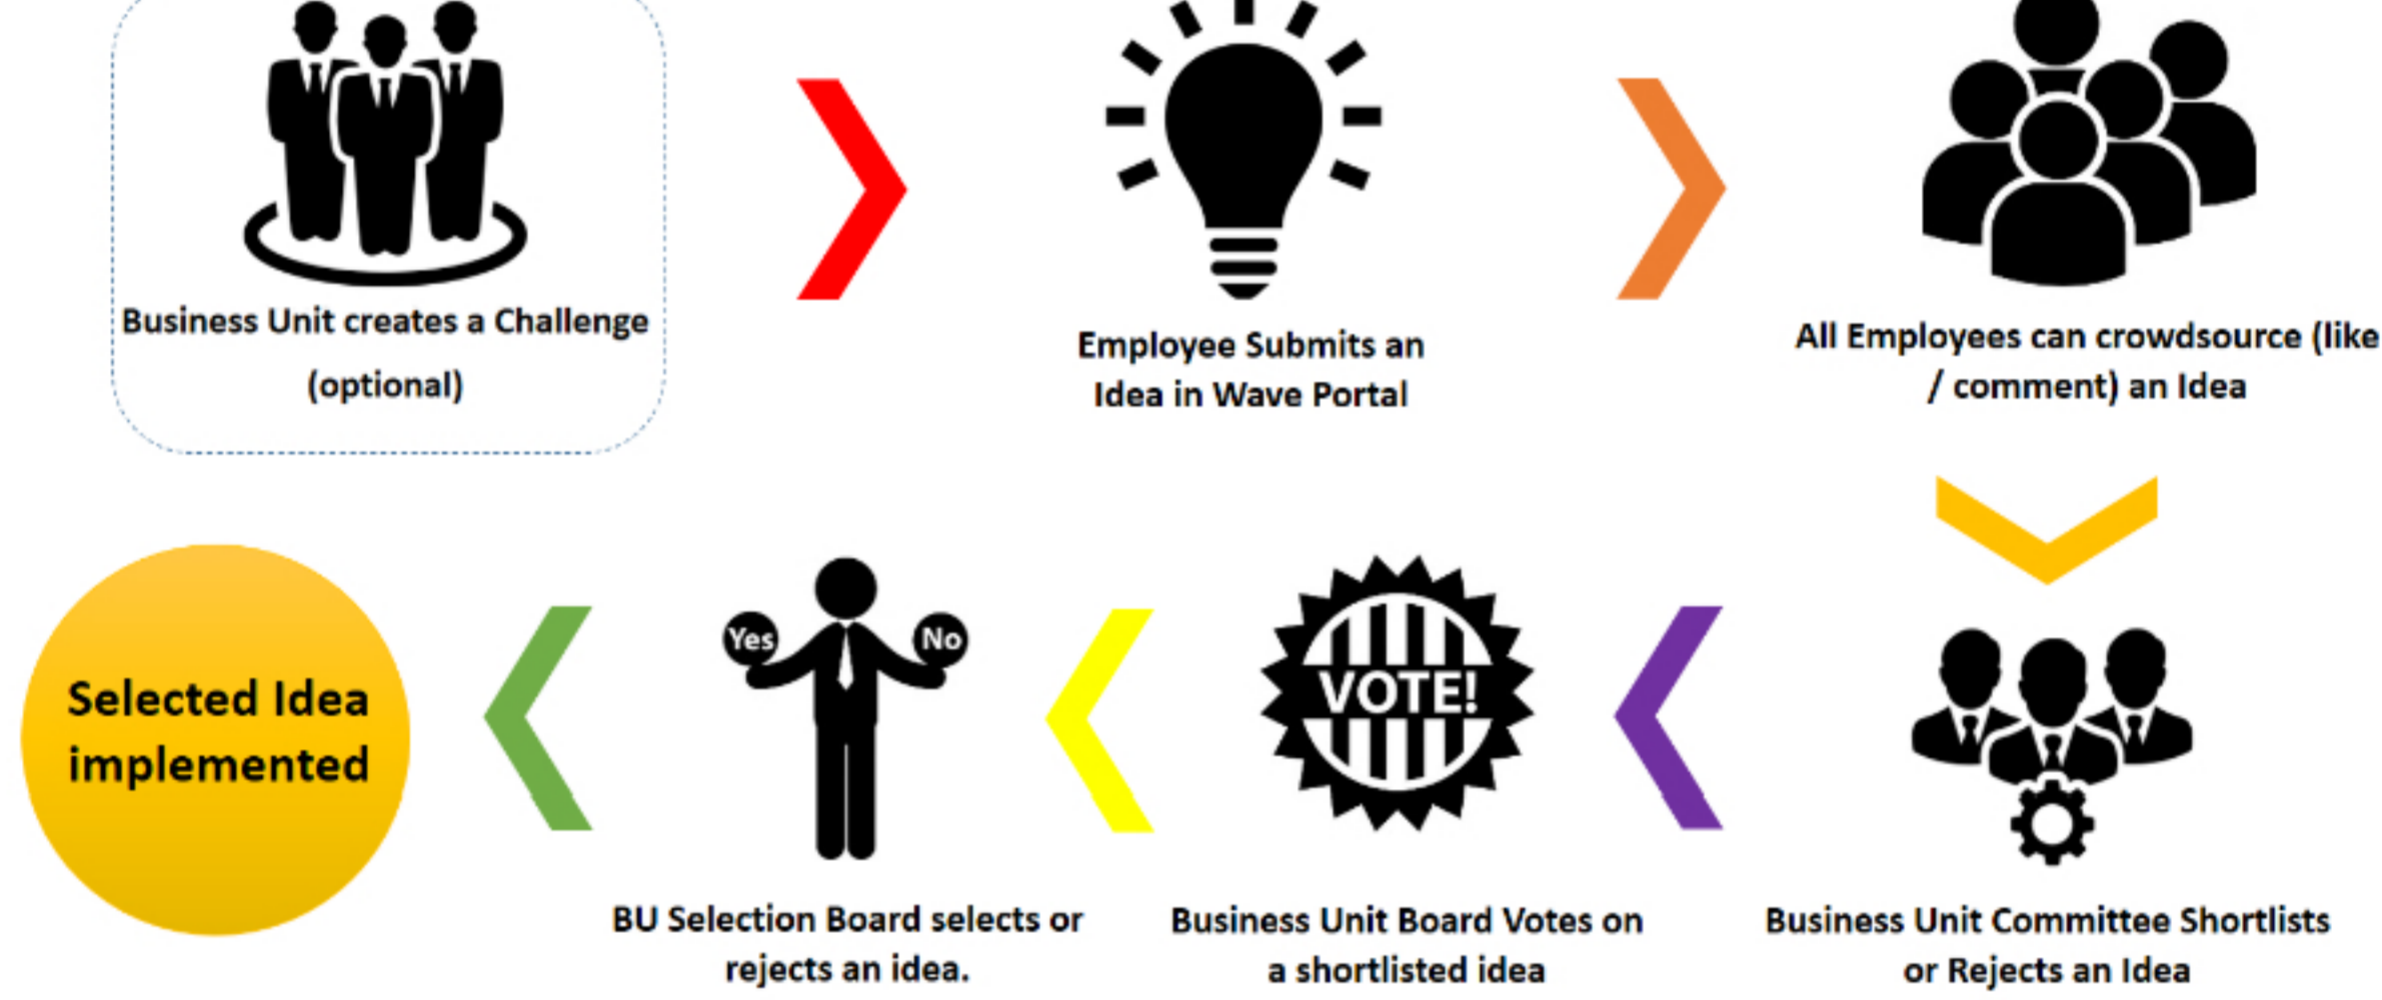 Business Unit creates a Challenge
(optional)
Employee Submits an
Idea in Wave Portal
All Employees can crowdsource (like
/ comment) an Idea
Business Unit Committee Shortlists
or Rejects an Idea
VOTE!
Business Unit Board Votes on
a shortlisted idea
Yes No
BU Selection Board selects or
rejects an idea.
Selected Idea
implemented